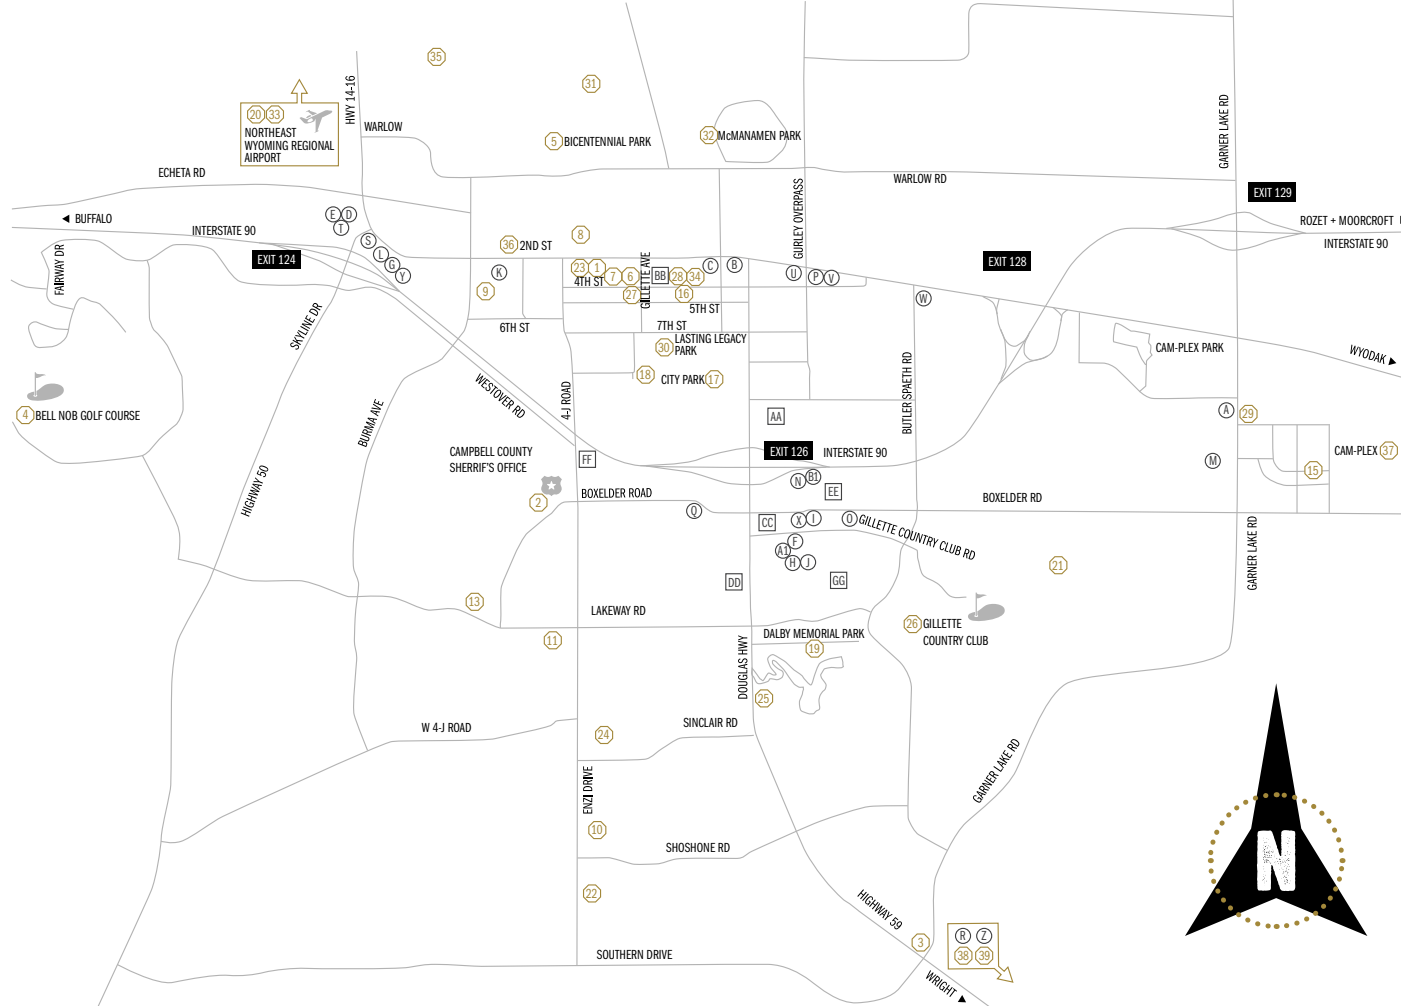 35
31
HWY 14-16
20 33
NORTHEAST
WYOMING REGIONAL
AIRPORT
WARLOW
5 BICENTENNIAL PARK
32 McMANAMEN PARK
GARNER LAKE RD
ECHETA RD
WARLOW RD
GURLEY OVERPASS
EXIT 129
◄ BUFFALO
INTERSTATE 90
E D
T
S
L
G
Y
ROZET + MOORCROFT
INTERSTATE 90
FAIRWAY DR
EXIT 124
36 2ND ST
8
K
9
23 1
4TH ST
7 6
27
GILLETTE AVE
BB
28 34
16
C B
U P V
EXIT 128
W
5TH ST
6TH ST
7TH ST
SKYLINE DR
30 LASTING LEGACY
PARK
18 CITY PARK 17
CAM-PLEX PARK
WYODAK ►
BUTLER SPAETH RD
WESTOVER RD
4-J ROAD
BURMA AVE
4 BELL NOB GOLF COURSE
AA
A 29
CAMPBELL COUNTY
SHERRIF'S OFFICE
FF
EXIT 126 INTERSTATE 90
CAM-PLEX 37
M
15
HIGHWAY 50
2
BOXELDER ROAD
N B1
EE
BOXELDER RD
Q
CC
X I
O GILLETTE COUNTRY CLUB RD
F
A1
H J
DD
GG
21
GARNER LAKE RD
13
LAKEWAY RD
11
26 GILLETTE
COUNTRY CLUB
DALBY MEMORIAL PARK
19
DOUGLAS HWY
25
W 4-J ROAD
24
SINCLAIR RD
GARNER LAKE RD
ENZI DRIVE
10
SHOSHONE RD
22
HIGHWAY 59
3
R Z
38 39
SOUTHERN DRIVE
WRIGHT ►
N